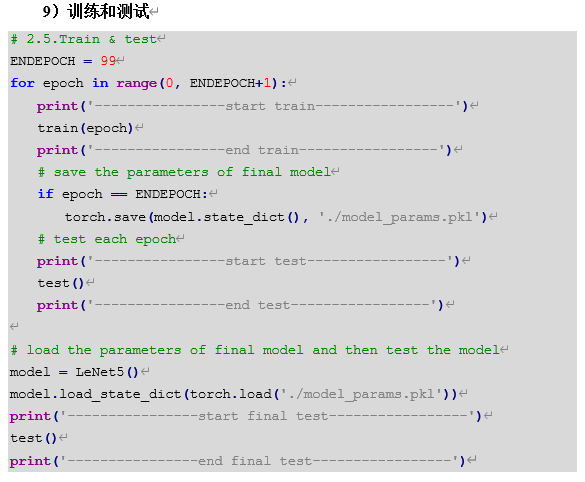 9）训练和测试
# 2.5.Train & test↵
ENDEPOCH = 99↵
for epoch in range(0, ENDEPOCH+1):↵
print('----------------start train-----------------')↵
train(epoch)↵
print('----------------end train-----------------')↵
# save the parameters of final model↵
if epoch == ENDEPOCH:↵
torch.save(model.state_dict(), './model_params.pkl')↵
# test each epoch↵
print('----------------start test-----------------')↵
test()↵
print('----------------end test-----------------')↵
↵
# load the parameters of final model and then test the model↵
model = LeNet5()↵
model.load_state_dict(torch.load('./model_params.pkl'))↵
print('----------------start final test-----------------')↵
test()↵
print('----------------end final test-----------------')↵